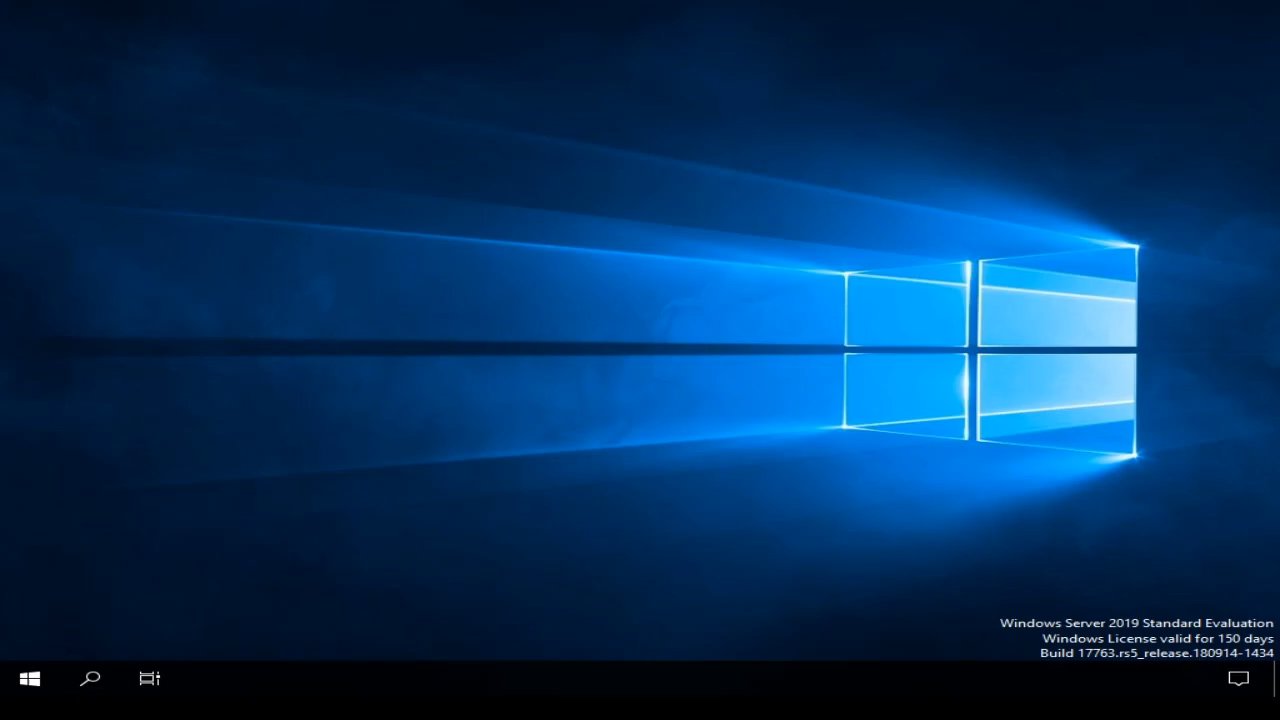 Windows Server 2019 Standard Evaluation
Windows License valid for 150 days
Build 17763.rs5_release.180914-1434